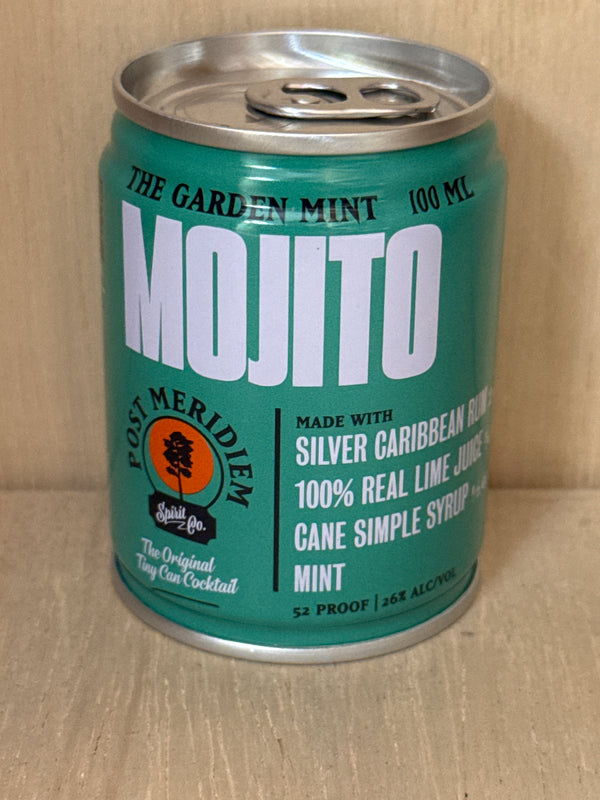 THE GARDEN MINT 100 ML
MOJITO
POST MERIDIEM
Spirit Co.
The Original
Tiny Can Cocktail
MADE WITH
SILVER CARIBBEAN RUM
100% REAL LIME JUICE
CANE SIMPLE SYRUP
MINT
52 PROOF | 26% ALC/VOL